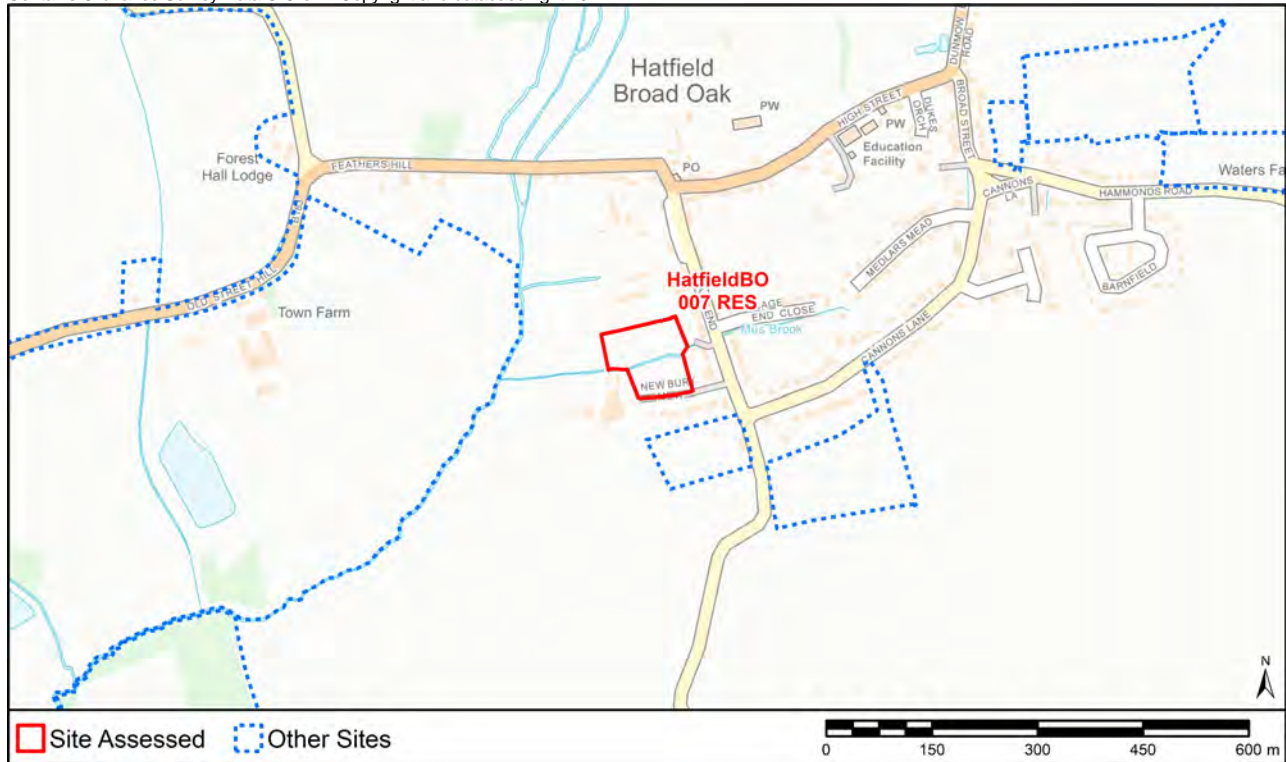 Hatfield
Broad Oak
PW
HIGH STREET
DUNMOW
ROAD
BROAD STREET
DUKES
ORCH
PW
Education
Facility
PO
FEATHERS HILL
Forest
Hall Lodge
CANNONS
LA
HAMMONDS ROAD
Waters Fa
MEDLARS MEAD
BARNFIELD
OLD STREET HILL
Town Farm
HatfieldBO
007 RES
END CLOSE
CANNONS LANE
NEW BURY
N
Site Assessed
Other Sites
0
150
300
450
600 m